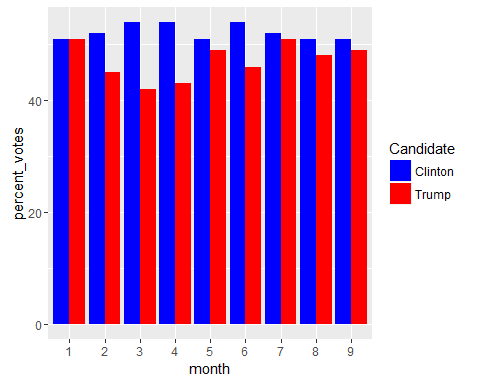 percent_votes
40
20
0
1 2 3 4 5 6 7 8 9
month
Candidate
Clinton
Trump